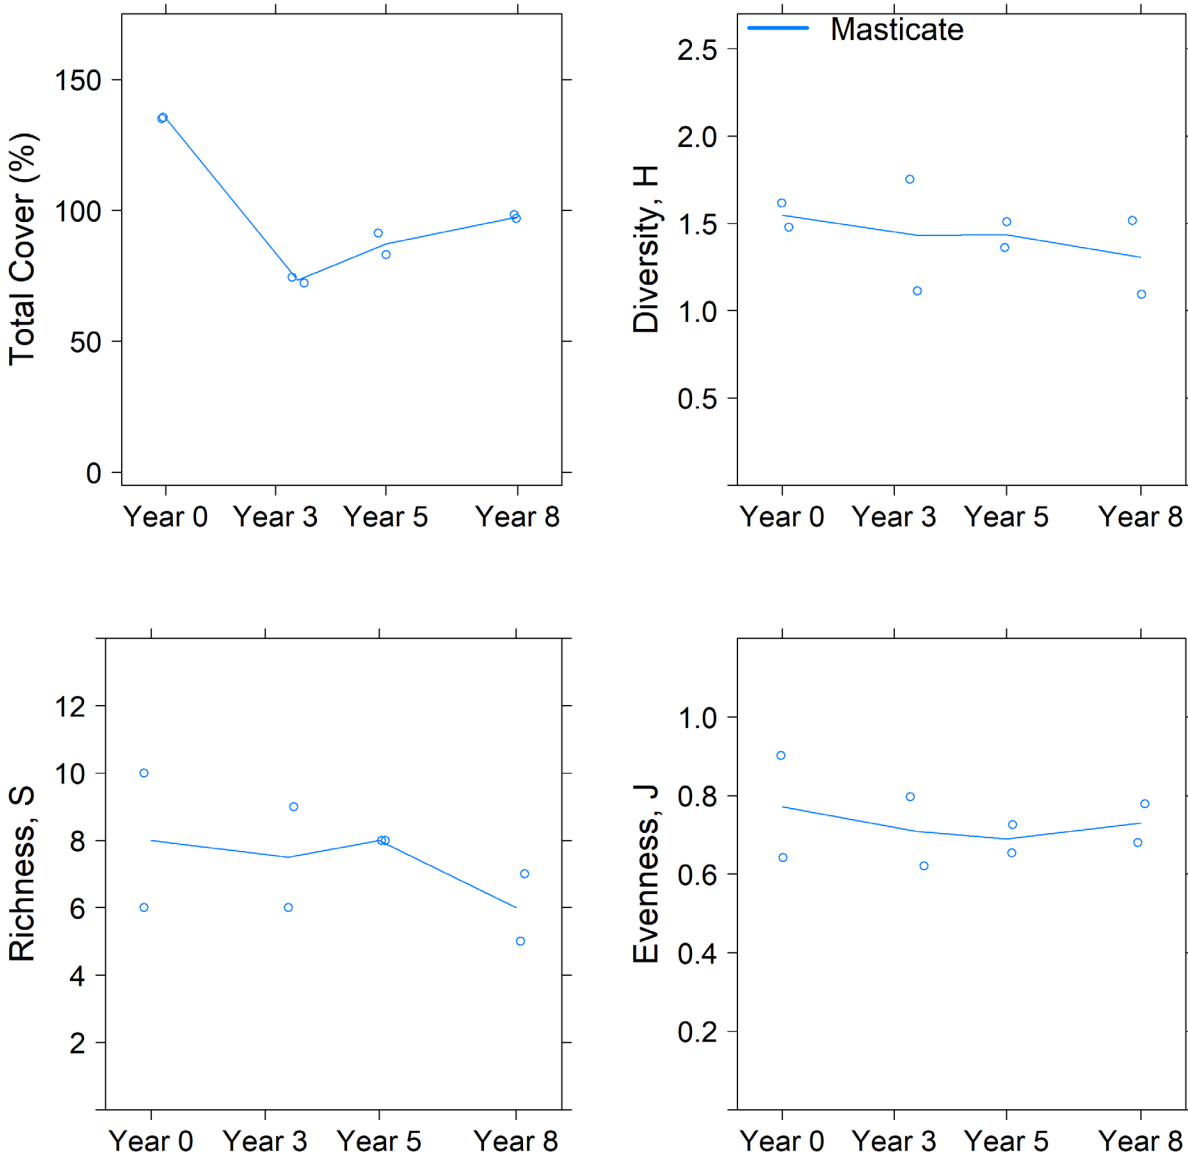 Total Cover (%)
150
100
50
0
Year 0 Year 3 Year 5 Year 8
Masticate
Diversity, H
2.5
2.0
1.5
1.0
0.5
Year 0 Year 3 Year 5 Year 8
Richness, S
12
10
8
6
4
2
Year 0 Year 3 Year 5 Year 8
Evenness, J
1.0
0.8
0.6
0.4
0.2
Year 0 Year 3 Year 5 Year 8